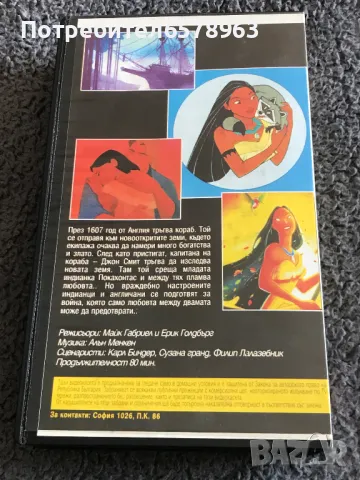 Потребител6578963
През 1607 год от Англия тръгва кораб. Той
се отправя към новооткритите земи, където
екипажа очаква да намери много богатства
и злато. След като пристигат, капитана на
кораба - Джон Смит тръгва да изследва
новата земя. Там той среща младата
индианка Покахонтас и между тях пламва
любовта.. Но враждебно настроените
индианци и англичани се подготвят за
война, която само любовта между двамата
може да предотврати..
Режисьори: Майк Габриел и Ерик Голдбърг
Музика: Алън Менкен
Сценаристи: Карл Биндер, Сузана гранд, Филип Лалазебник
Продължителност 80 мин.
За контакти: София 1026, П.К. 86
bazar